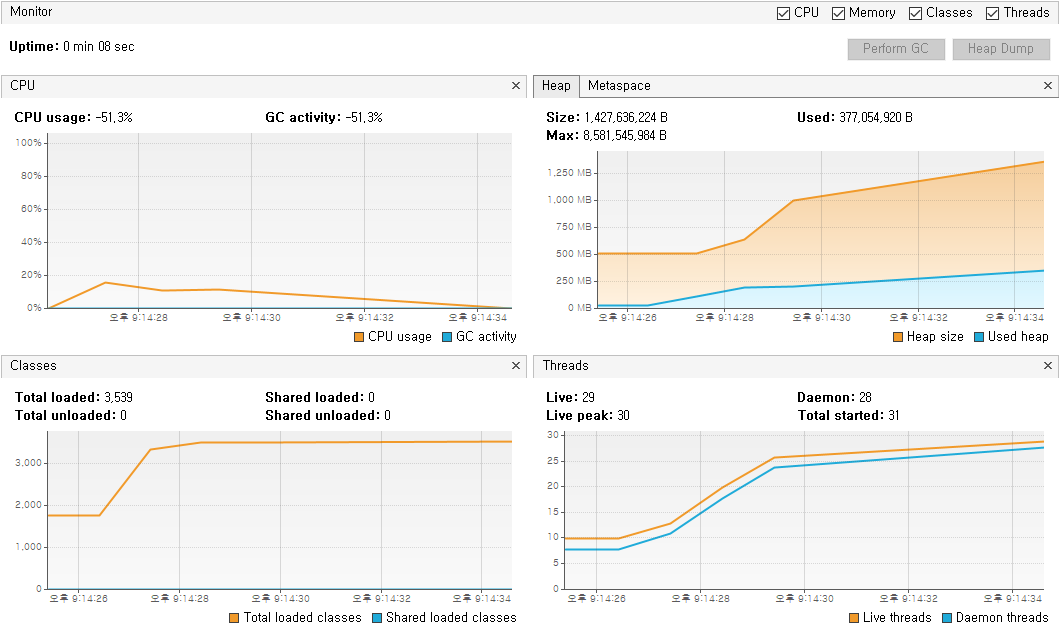 Monitor
CPU Memory Classes Threads
Uptime: 0 min 08 sec
Perform GC Heap Dump
CPU
CPU usage: -51,3% GC activity: -51,3%
100%
80%
60%
40%
20%
0%
오후 9:14:28 오후 9:14:30 오후 9:14:32 오후 9:14:34
CPU usage GC activity
Heap Metaspace
Size: 1,427,636,224 B Used: 377,054,920 B
Max: 8,581,545,984 B
1,250 MB
1,000 MB
750 MB
500 MB
250 MB
0 MB
오후 9:14:26 오후 9:14:28 오후 9:14:30 오후 9:14:32 오후 9:14:34
Heap size Used heap
Classes
Total loaded: 3,539 Shared loaded: 0
Total unloaded: 0 Shared unloaded: 0
3,000
2,000
1,000
0
오후 9:14:26 오후 9:14:28 오후 9:14:30 오후 9:14:32 오후 9:14:34
Total loaded classes Shared loaded classes
Threads
Live: 29 Daemon: 28
Live peak: 30 Total started: 31
30
25
20
15
10
5
0
오후 9:14:26 오후 9:14:28 오후 9:14:30 오후 9:14:32 오후 9:14:34
Live threads Daemon threads